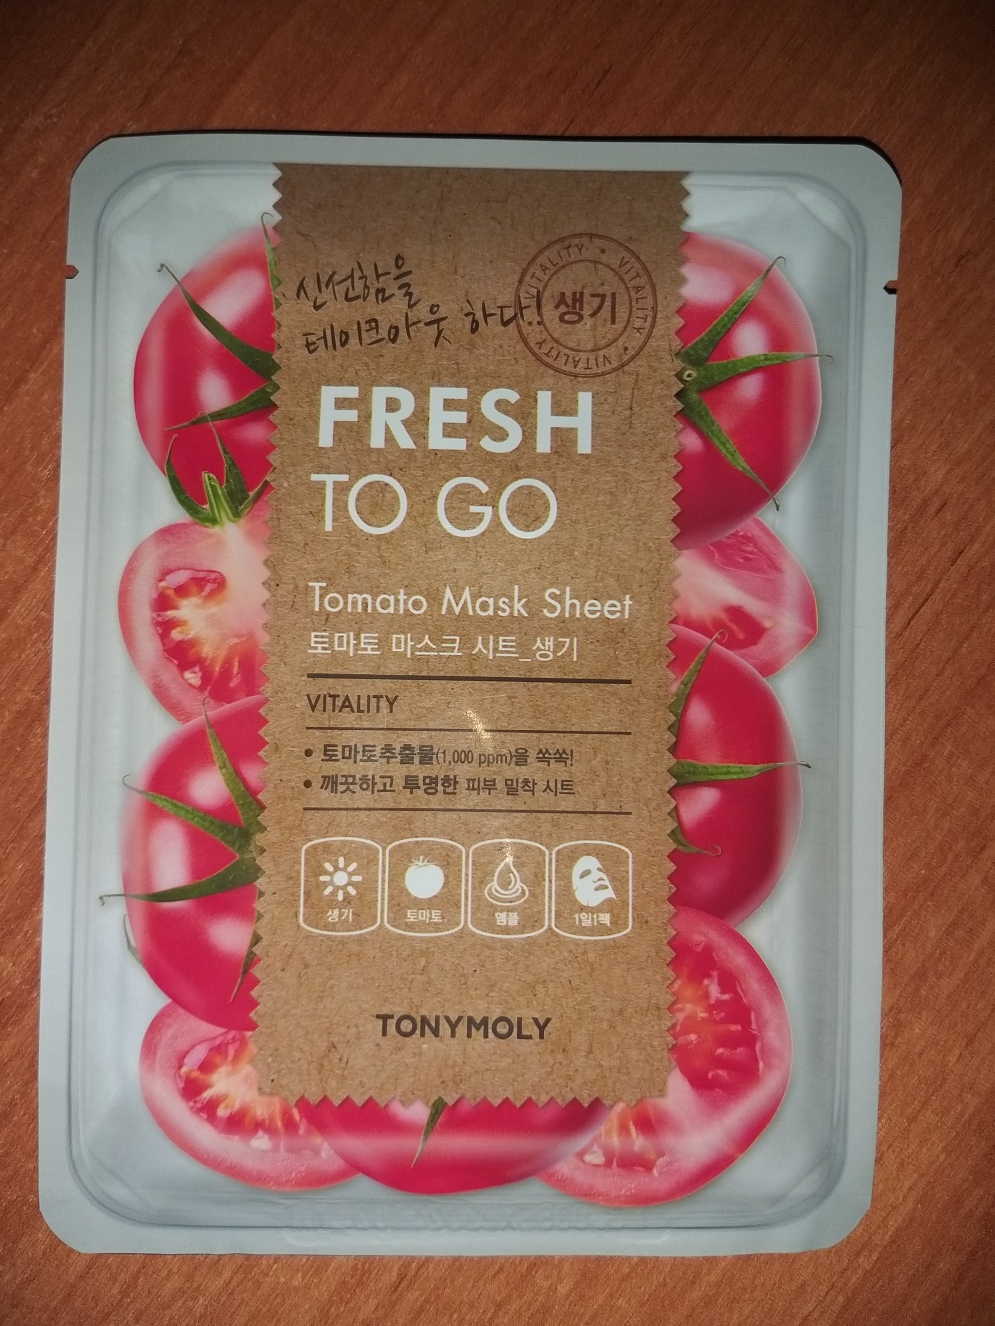 신선함을
테이크아웃 하다!
VITALITY • VITALITY • VITALITY •
생기
FRESH
TO GO
Tomato Mask Sheet
토마토 마스크 시트_생기
VITALITY
• 토마토추출물(1,000 ppm)을 쏙쏙!
• 깨끗하고 투명한 피부 밀착 시트
생기 토마토 앰플 1일1팩
TONYMOLY